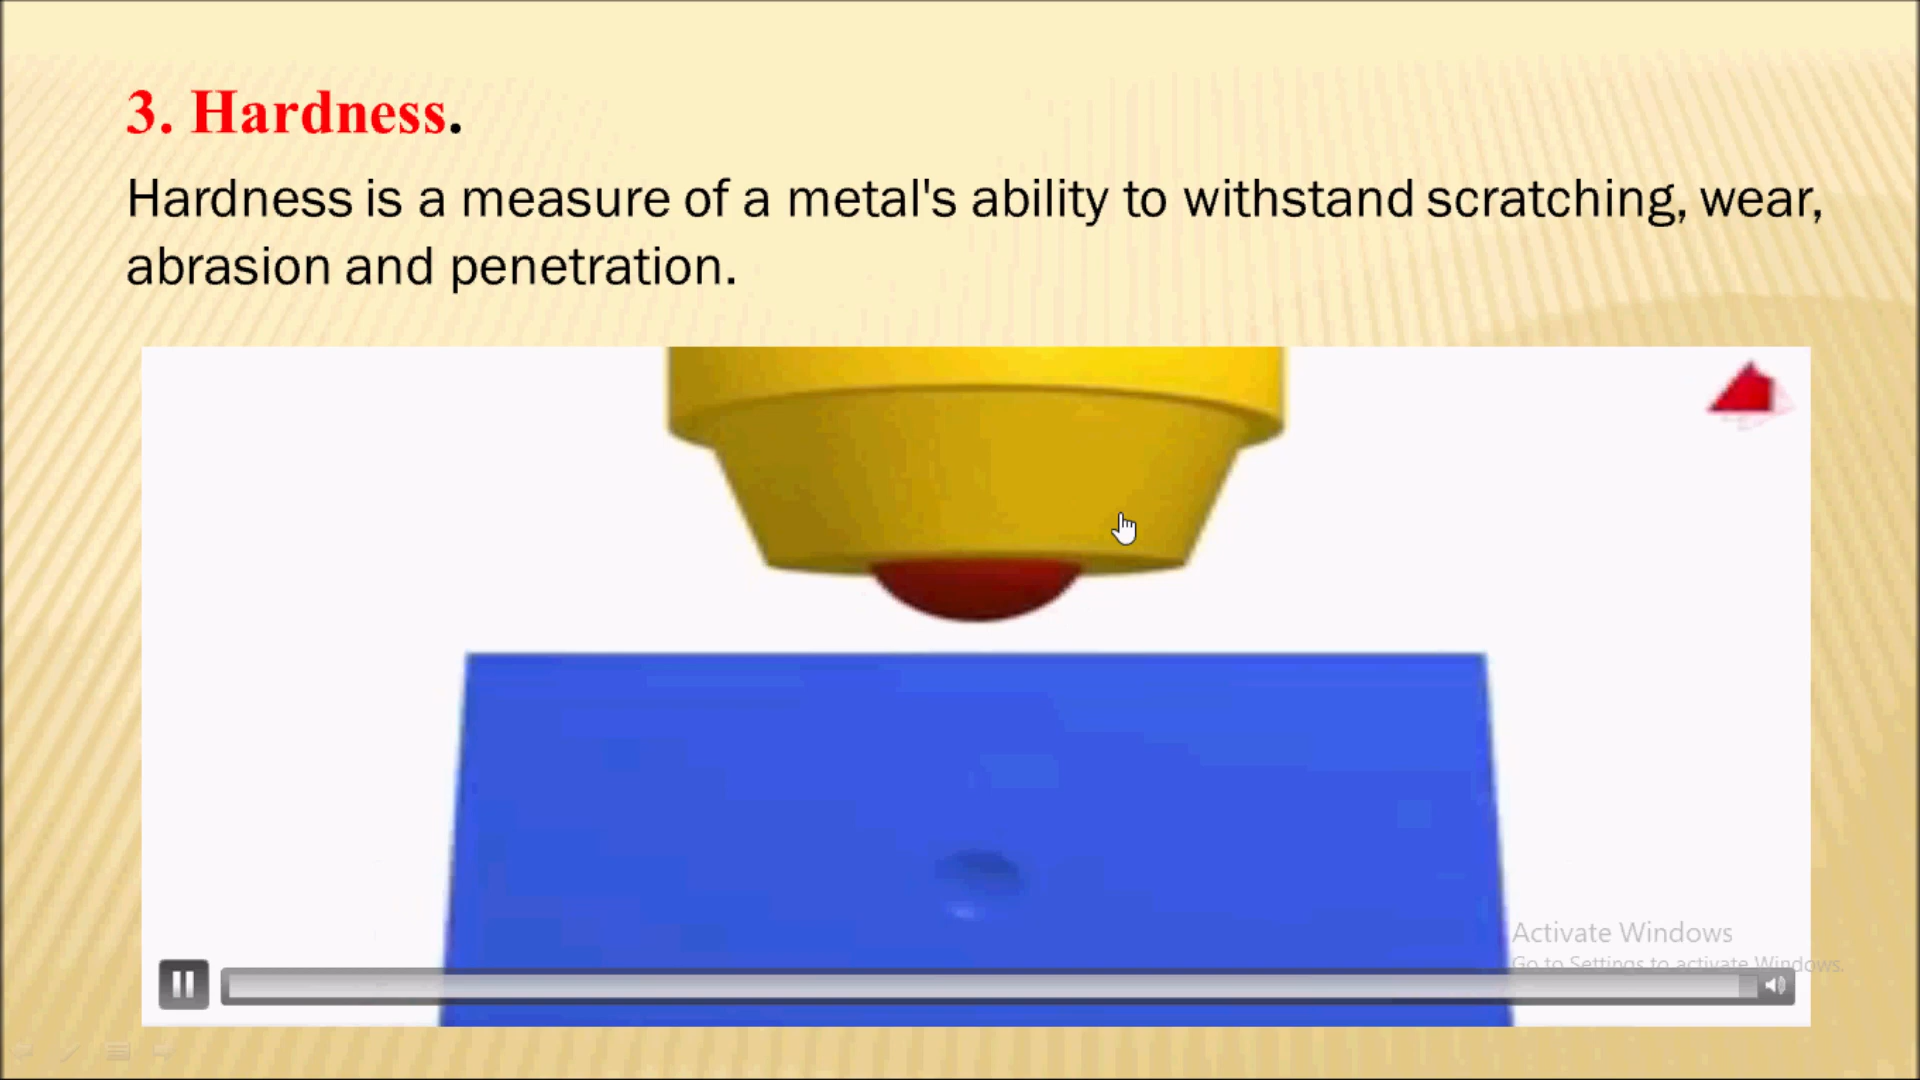 3. Hardness.
Hardness is a measure of a metal's ability to withstand scratching, wear,
abrasion and penetration.
Activate Windows
Go to Settings to activate Windows.